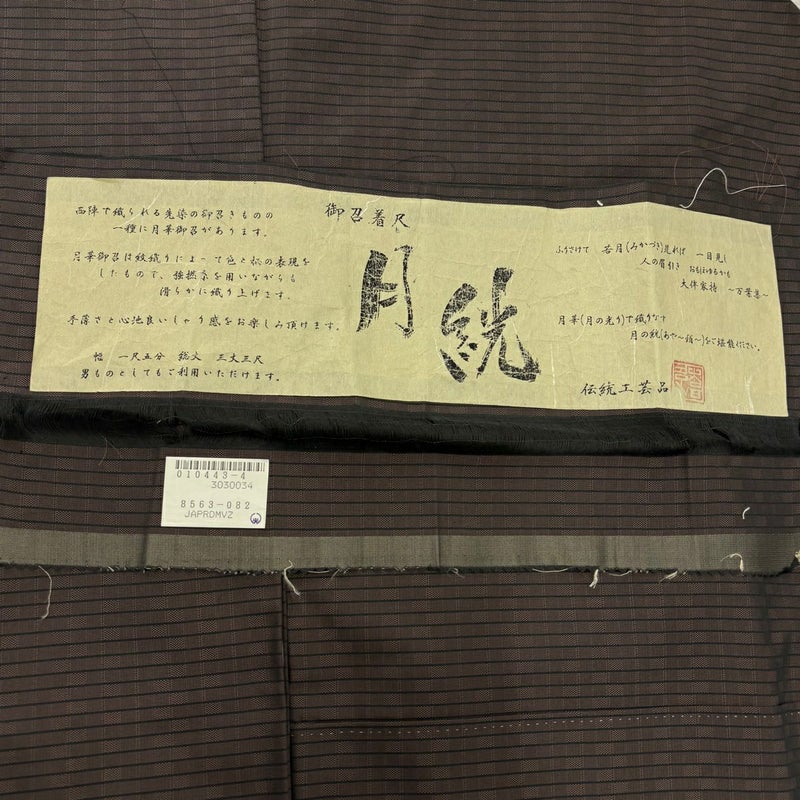 西陣で織られる先染の御召きものの
一種に月華御召があります。
月華御召は紋織りによって色と柄の表現を
したもので、強撚糸を用いながらも
滑らかに織り上げます。
と心地良いしゃり感をお楽しみ頂けます。
幅 一尺五分 総丈 三丈三尺
男ものとしてもご利用いただけます。
御召着尺
月絖
ふりさけて 若月(みかづき)見れば 一目見し
人の眉引き おもほゆるかも
大伴家持 〜万葉集〜
月華(月の光り)で織りなす
月の絖(あや)をご堪能ください。
伝統工芸品
010443-4
3030034
8563-082
JAPRDMVZ